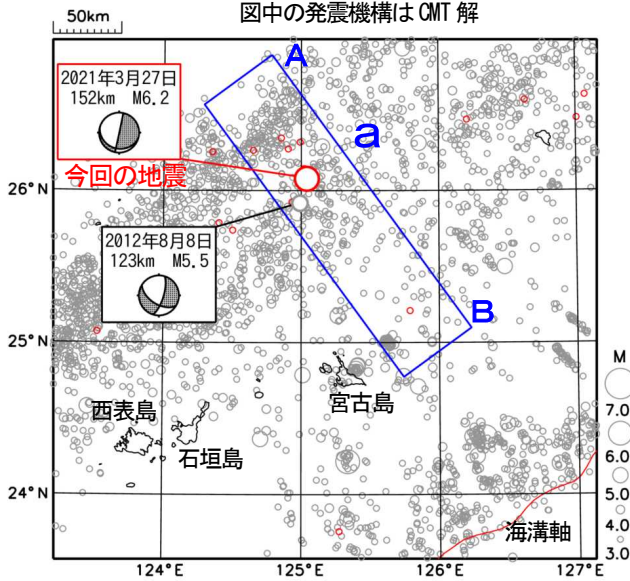 50km
図中の発震機構は CMT 解
A
2021年3月27日
152km M6.2
a
今回の地震
26°N
2012年8月8日
123km M5.5
B
25°N
M
宮古島
西表島
7.0
石垣島
6.0
5.0
24°N
4.0
海溝軸
3.0
124°E
125°E
126°E
127°E